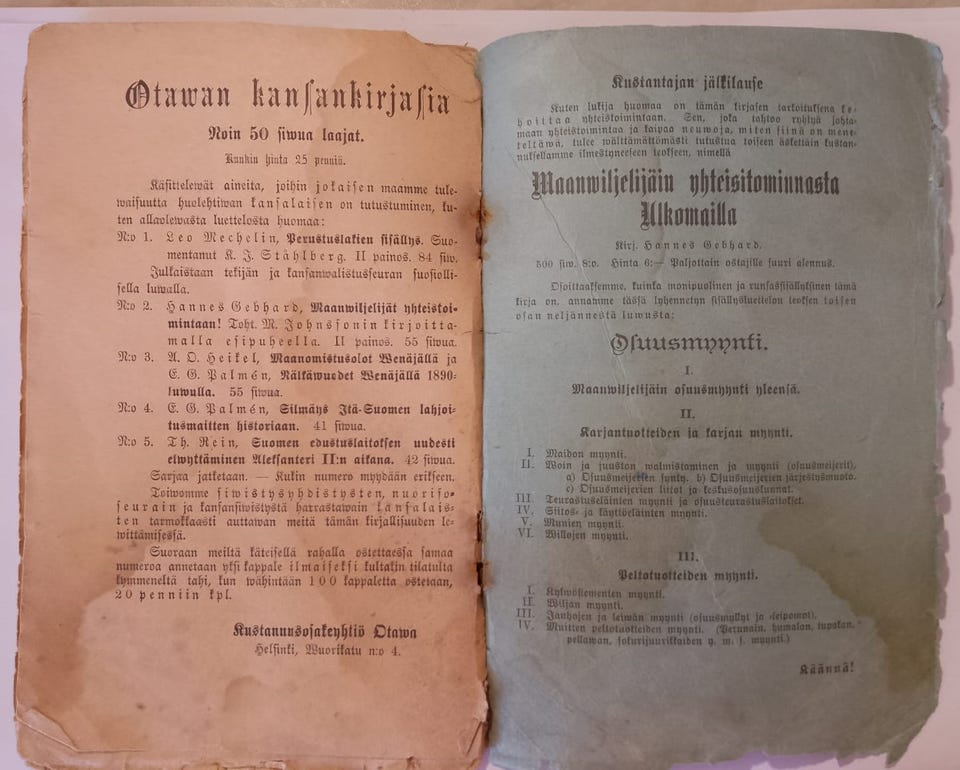 Otawan kansankirjasia
Noin 50 siwua laajat.
Kunkin hinta 25 penniä.
Käsittelewät aineita, joihin jokaisen maamme tule-
waisuutta huolehtiwan kansalaisen on tutustuminen, ku-
ten allaolewasta luettelosta huomaa:
N:o 1. Leo Mechelin, Perustuslakien sisällys. Suo-
mentanut K. J. Ståhlberg. II painos. 84 siw.
Julkaistaan tekijän ja kansanwalistusseuran suosiolli-
sella luwalla.
N:o 2. Hannes Gebhard, Maanwiljelijät yhteistoi-
mintaan! Toht. M. Johnssonin kirjoitta-
malla esipuheella. II painos. 55 siwua.
N:o 3. A. O. Heikel, Maanomistusolot Wenäjällä ja
E. G. Palmén, Nälkäwuodet Wenäjällä 1890-
luwulla. 55 siwua.
N:o 4. E. G. Palmén, Silmäys Itä-Suomen lahjoi-
tusmaitten historiaan. 41 siwua.
N:o 5. Th. Rein, Suomen edustuslaitoksen uudesti
elwyttäminen Aleksanteri II:n aikana. 42 siwua.
Sarjaa jatketaan. — Kukin numero myydään erikseen.
Toiwomme siwistysyhdistysten, nuoriso-
seurain ja kansansiwistystä harrastawain kansalais-
ten tarmokkaasti auttawan meitä tämän kirjallisuuden le-
wittämisessä.
Suoraan meiltä käteisellä rahalla ostettaessa samaa
numeroa annetaan yksi kappale ilmaiseksi kultakin tilatulta
kymmeneltä tahi, kun wähintään 100 kappaletta ostetaan,
20 penniin kpl.
Kustannusosakeyhtiö Otawa
Helsinki, Wuorikatu n:o 4.
Kustantajan jälkilause
Kuten lukija huomaa on tämän kirjasen tarkoituksena ke-
hoittaa yhteistoimintaan. Sen, joka tahtoo ryhtyä johta-
maan yhteistoimintaa ja kaipaa neuwoja, miten siinä on mene-
teltäwä, tulee wälttämättömästi tutustua toiseen äskettäin kustan-
nuksellamme ilmestyneeseen teokseen, nimellä
Maanwiljelijäin yhteistoiminnasta
Ulkomailla
Kirj. Hannes Gebhard.
500 siw. 8:o. Hinta 6:— Paljottain ostajille suuri alennus.
Osoittaaksemme, kuinka monipuolinen ja runsassisällyksinen tämä
kirja on, annamme tässä lyhennetyn sisällysluettelon teoksen toisen
osan neljännestä luwusta:
Osuusmyynti.
I.
Maanwiljelijäin osuusmyynti yleensä.
II.
Karjantuotteiden ja karjan myynti.
I. Maidon myynti.
II. Woin ja juuston walmistaminen ja myynti (osuusmeijerit).
a) Osuusmeijerien synty. b) Osuusmeijerien järjestysmuoto.
c) Osuusmeijerien liitot ja keskusosuuskunnat.
III. Teurastuseläinten myynti ja osuusteurastuslaitokset.
IV. Siitos- ja käyttöeläinten myynti.
V. Munien myynti.
VI. Willojen myynti.
III.
Peltotuotteiden myynti.
I. Kylwösiementen myynti.
II. Wiljan myynti.
III. Jauhojen ja leiwän myynti (osuusmyllyt ja -leipomot).
IV. Muitten peltotuotteiden myynti. (Perunain, humalan, tupakan,
pellawan, sokurijuurikkaiden y. m. s. myynti.)
Käännä!